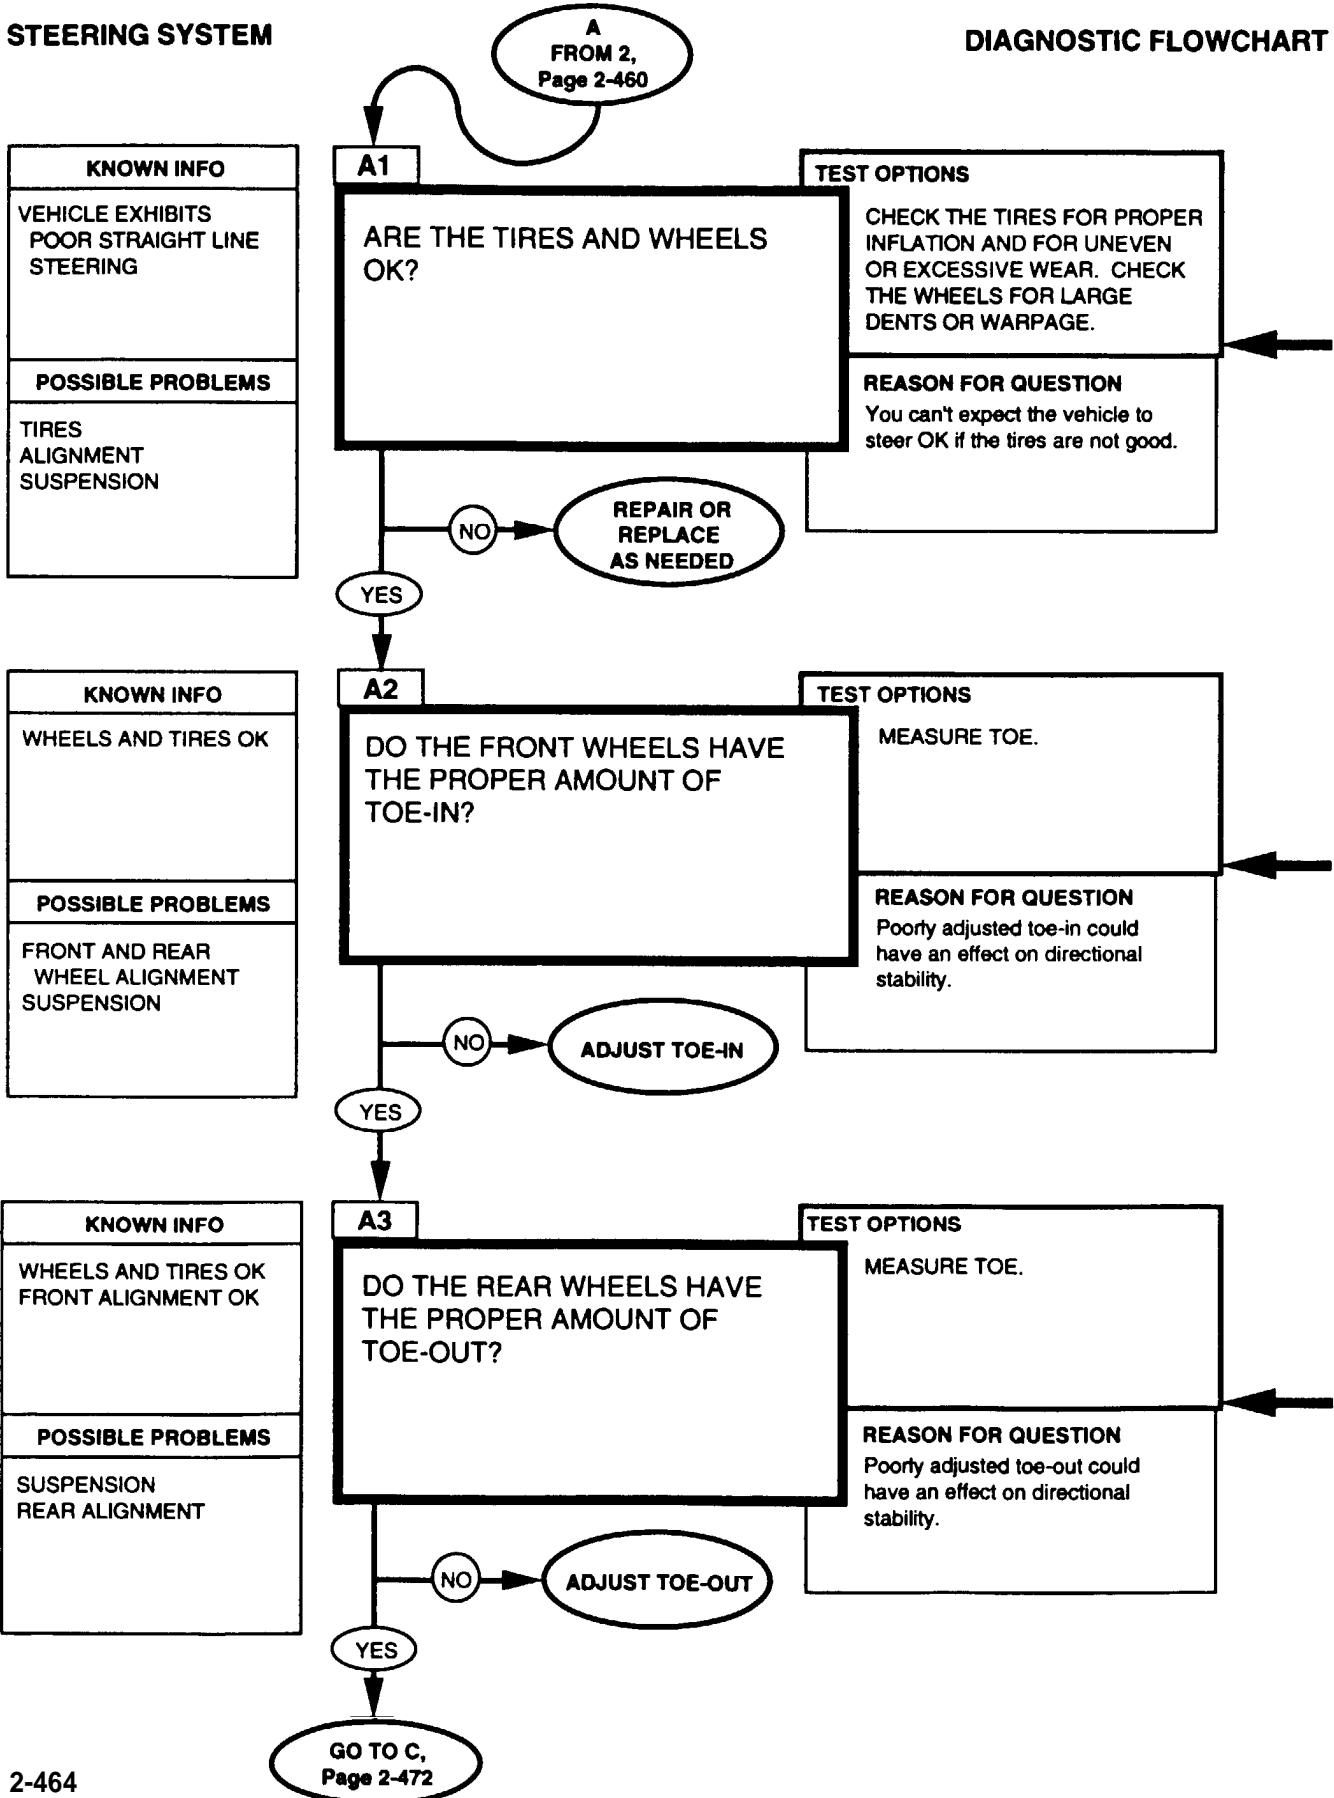 STEERING SYSTEM
DIAGNOSTIC FLOWCHART
A
FROM 2,
Page 2-460
KNOWN INFO
VEHICLE EXHIBITS
POOR STRAIGHT LINE
STEERING
POSSIBLE PROBLEMS
TIRES
ALIGNMENT
SUSPENSION
A1
ARE THE TIRES AND WHEELS
OK?
TEST OPTIONS
CHECK THE TIRES FOR PROPER
INFLATION AND FOR UNEVEN
OR EXCESSIVE WEAR. CHECK
THE WHEELS FOR LARGE
DENTS OR WARPAGE.
REASON FOR QUESTION
You can't expect the vehicle to
steer OK if the tires are not good.
NO
REPAIR OR
REPLACE
AS NEEDED
YES
KNOWN INFO
WHEELS AND TIRES OK
POSSIBLE PROBLEMS
FRONT AND REAR
WHEEL ALIGNMENT
SUSPENSION
A2
DO THE FRONT WHEELS HAVE
THE PROPER AMOUNT OF
TOE-IN?
TEST OPTIONS
MEASURE TOE.
REASON FOR QUESTION
Poorly adjusted toe-in could
have an effect on directional
stability.
NO
ADJUST TOE-IN
YES
KNOWN INFO
WHEELS AND TIRES OK
FRONT ALIGNMENT OK
POSSIBLE PROBLEMS
SUSPENSION
REAR ALIGNMENT
A3
DO THE REAR WHEELS HAVE
THE PROPER AMOUNT OF
TOE-OUT?
TEST OPTIONS
MEASURE TOE.
REASON FOR QUESTION
Poorly adjusted toe-out could
have an effect on directional
stability.
NO
ADJUST TOE-OUT
YES
GO TO C,
Page 2-472
2-464